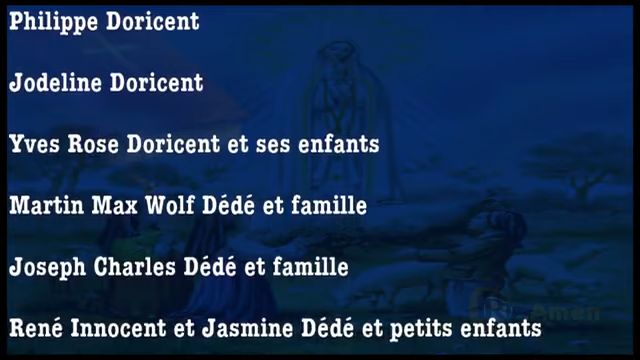 Philippe Doricent
Jodeline Doricent
Yves Rose Doricent et ses enfants
Martin Max Wolf Dédé et famille
Joseph Charles Dédé et famille
Amen
René Innocent et Jasmine Dédé et petits enfants